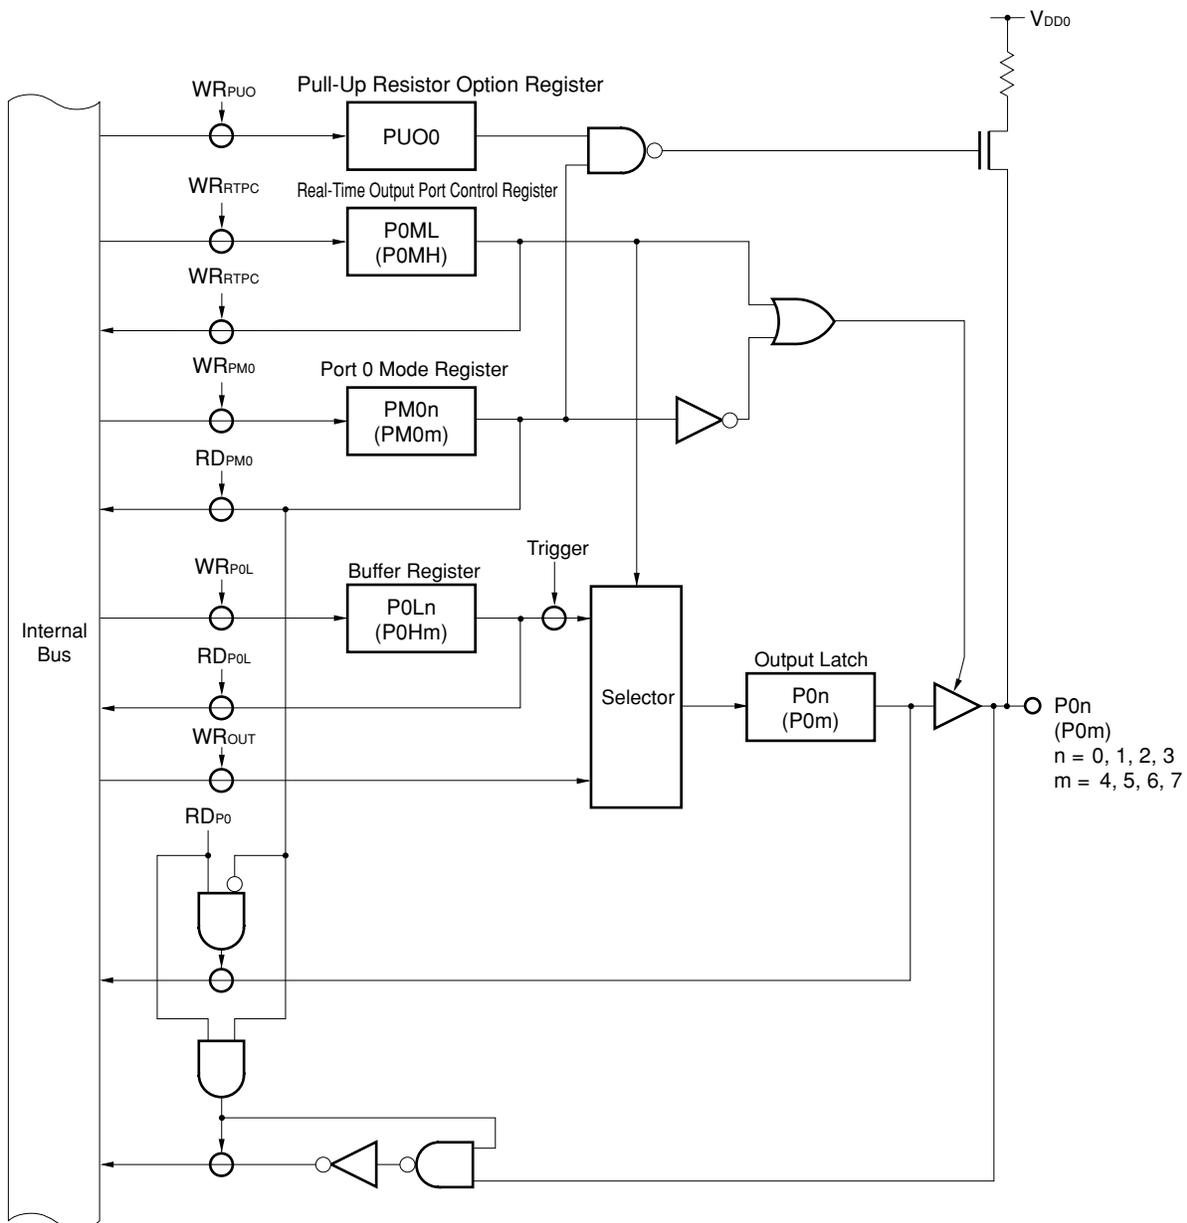 VDD0
WRPUO
Pull-Up Resistor Option Register
PUO0
WRRTPC
Real-Time Output Port Control Register
P0ML
(P0MH)
WRRTPC
WRPM0
Port 0 Mode Register
PM0n
(PM0m)
RDPM0
Trigger
WRP0L
Buffer Register
P0Ln
(P0Hm)
Internal
Bus
RDP0L
Selector
Output Latch
P0n
(P0m)
P0n
(P0m)
n = 0, 1, 2, 3
m = 4, 5, 6, 7
WROUT
RDP0